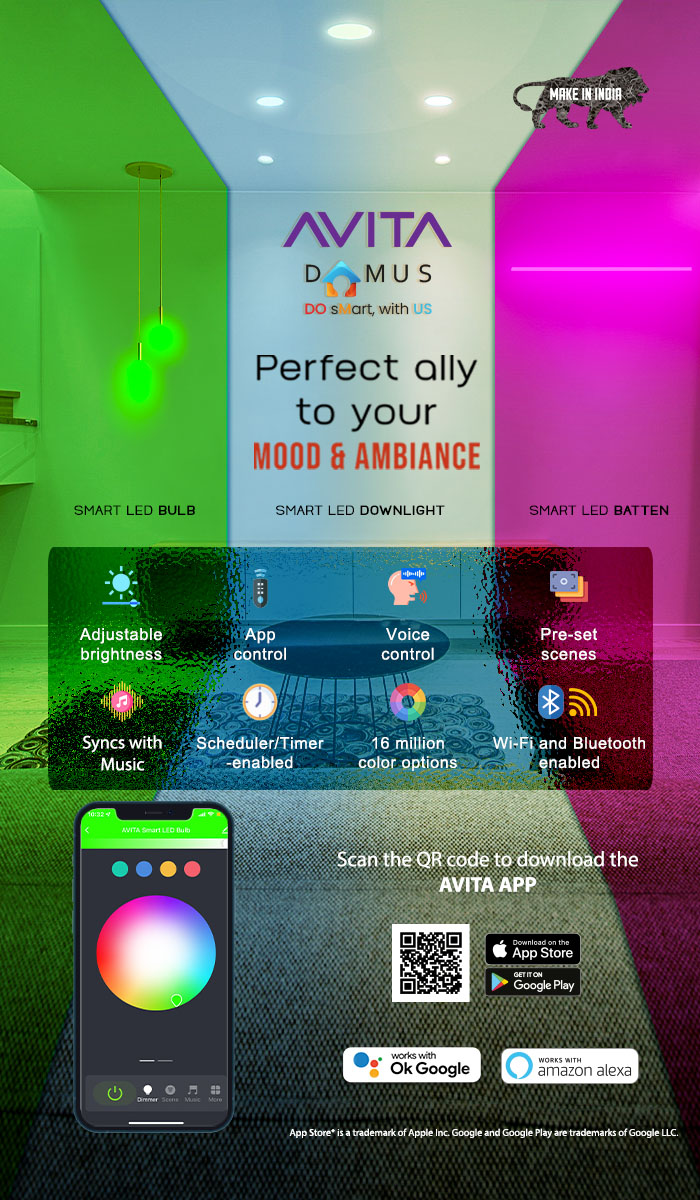 MAKE IN INDIA
AVITA
DOMUS
DO sMart, with US
Perfect ally
to your
MOOD & AMBIANCE
SMART LED BULB
SMART LED DOWNLIGHT
SMART LED BATTEN
Adjustable
brightness
App
control
Voice
control
Pre-set
scenes
Syncs with
Music
Scheduler/Timer
-enabled
16 million
color options
Wi-Fi and Bluetooth
enabled
10:32
AVITA Smart LED Bulb
Dimmer
Scene
Music
More
Scan the QR code to download the
AVITA APP
Download on the
App Store
GET IT ON
Google Play
works with
Ok Google
WORKS WITH
amazon alexa
App Store® is a trademark of Apple Inc. Google and Google Play are trademarks of Google LLC.